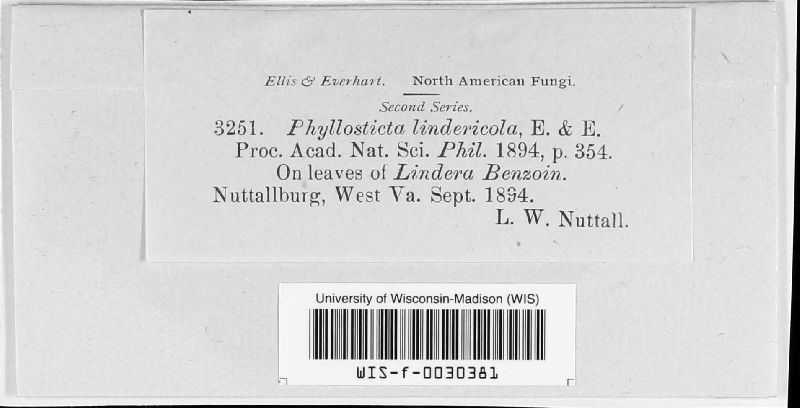 Ellis & Everhart. North American Fungi.
Second Series.
3251. Phyllosticta lindericola, E. & E.
Proc. Acad. Nat. Sci. Phil. 1894, p. 354.
On leaves of Lindera Benzoin.
Nuttallburg, West Va. Sept. 1894.
L. W. Nuttall.
University of Wisconsin-Madison (WIS)
WIS-f-0030381